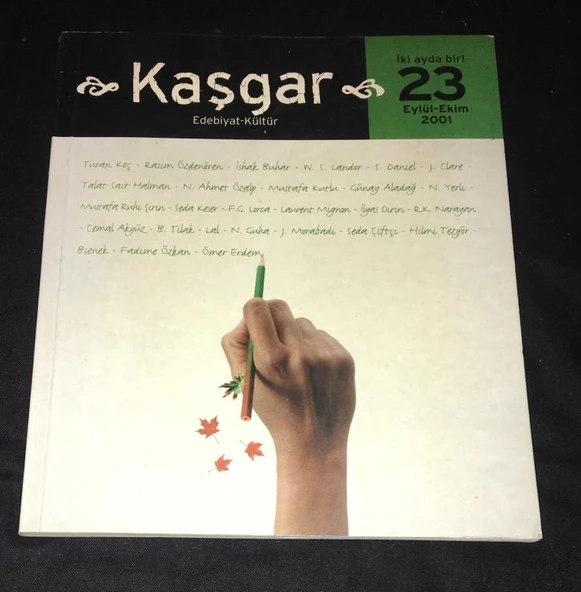 Kaşgar
Edebiyat-Kültür
İki ayda bir!
23
Eylül-Ekim
2001
Turan Koç - Rasim Özdenören - İshak Buhar - W. S. Landor - S. Daniel - J. Clare -
Talat Sait Halman - N. Ahmet Özalp - Mustafa Kutlu - Günay Aladağ - N. Yerli -
Mustafa Ruhi Şirin - Seda Keser - F.G. Lorca - Laurent Mignon - İlyas Dirin - R.K. Narayan
- Cemal Akyüz - B. Tilak - Lal - N. Guha - J. Morabadi - Seda Çiftçi - Hilmi Tezgör -
Bienek - Fadime Özkan - Ömer Erdem